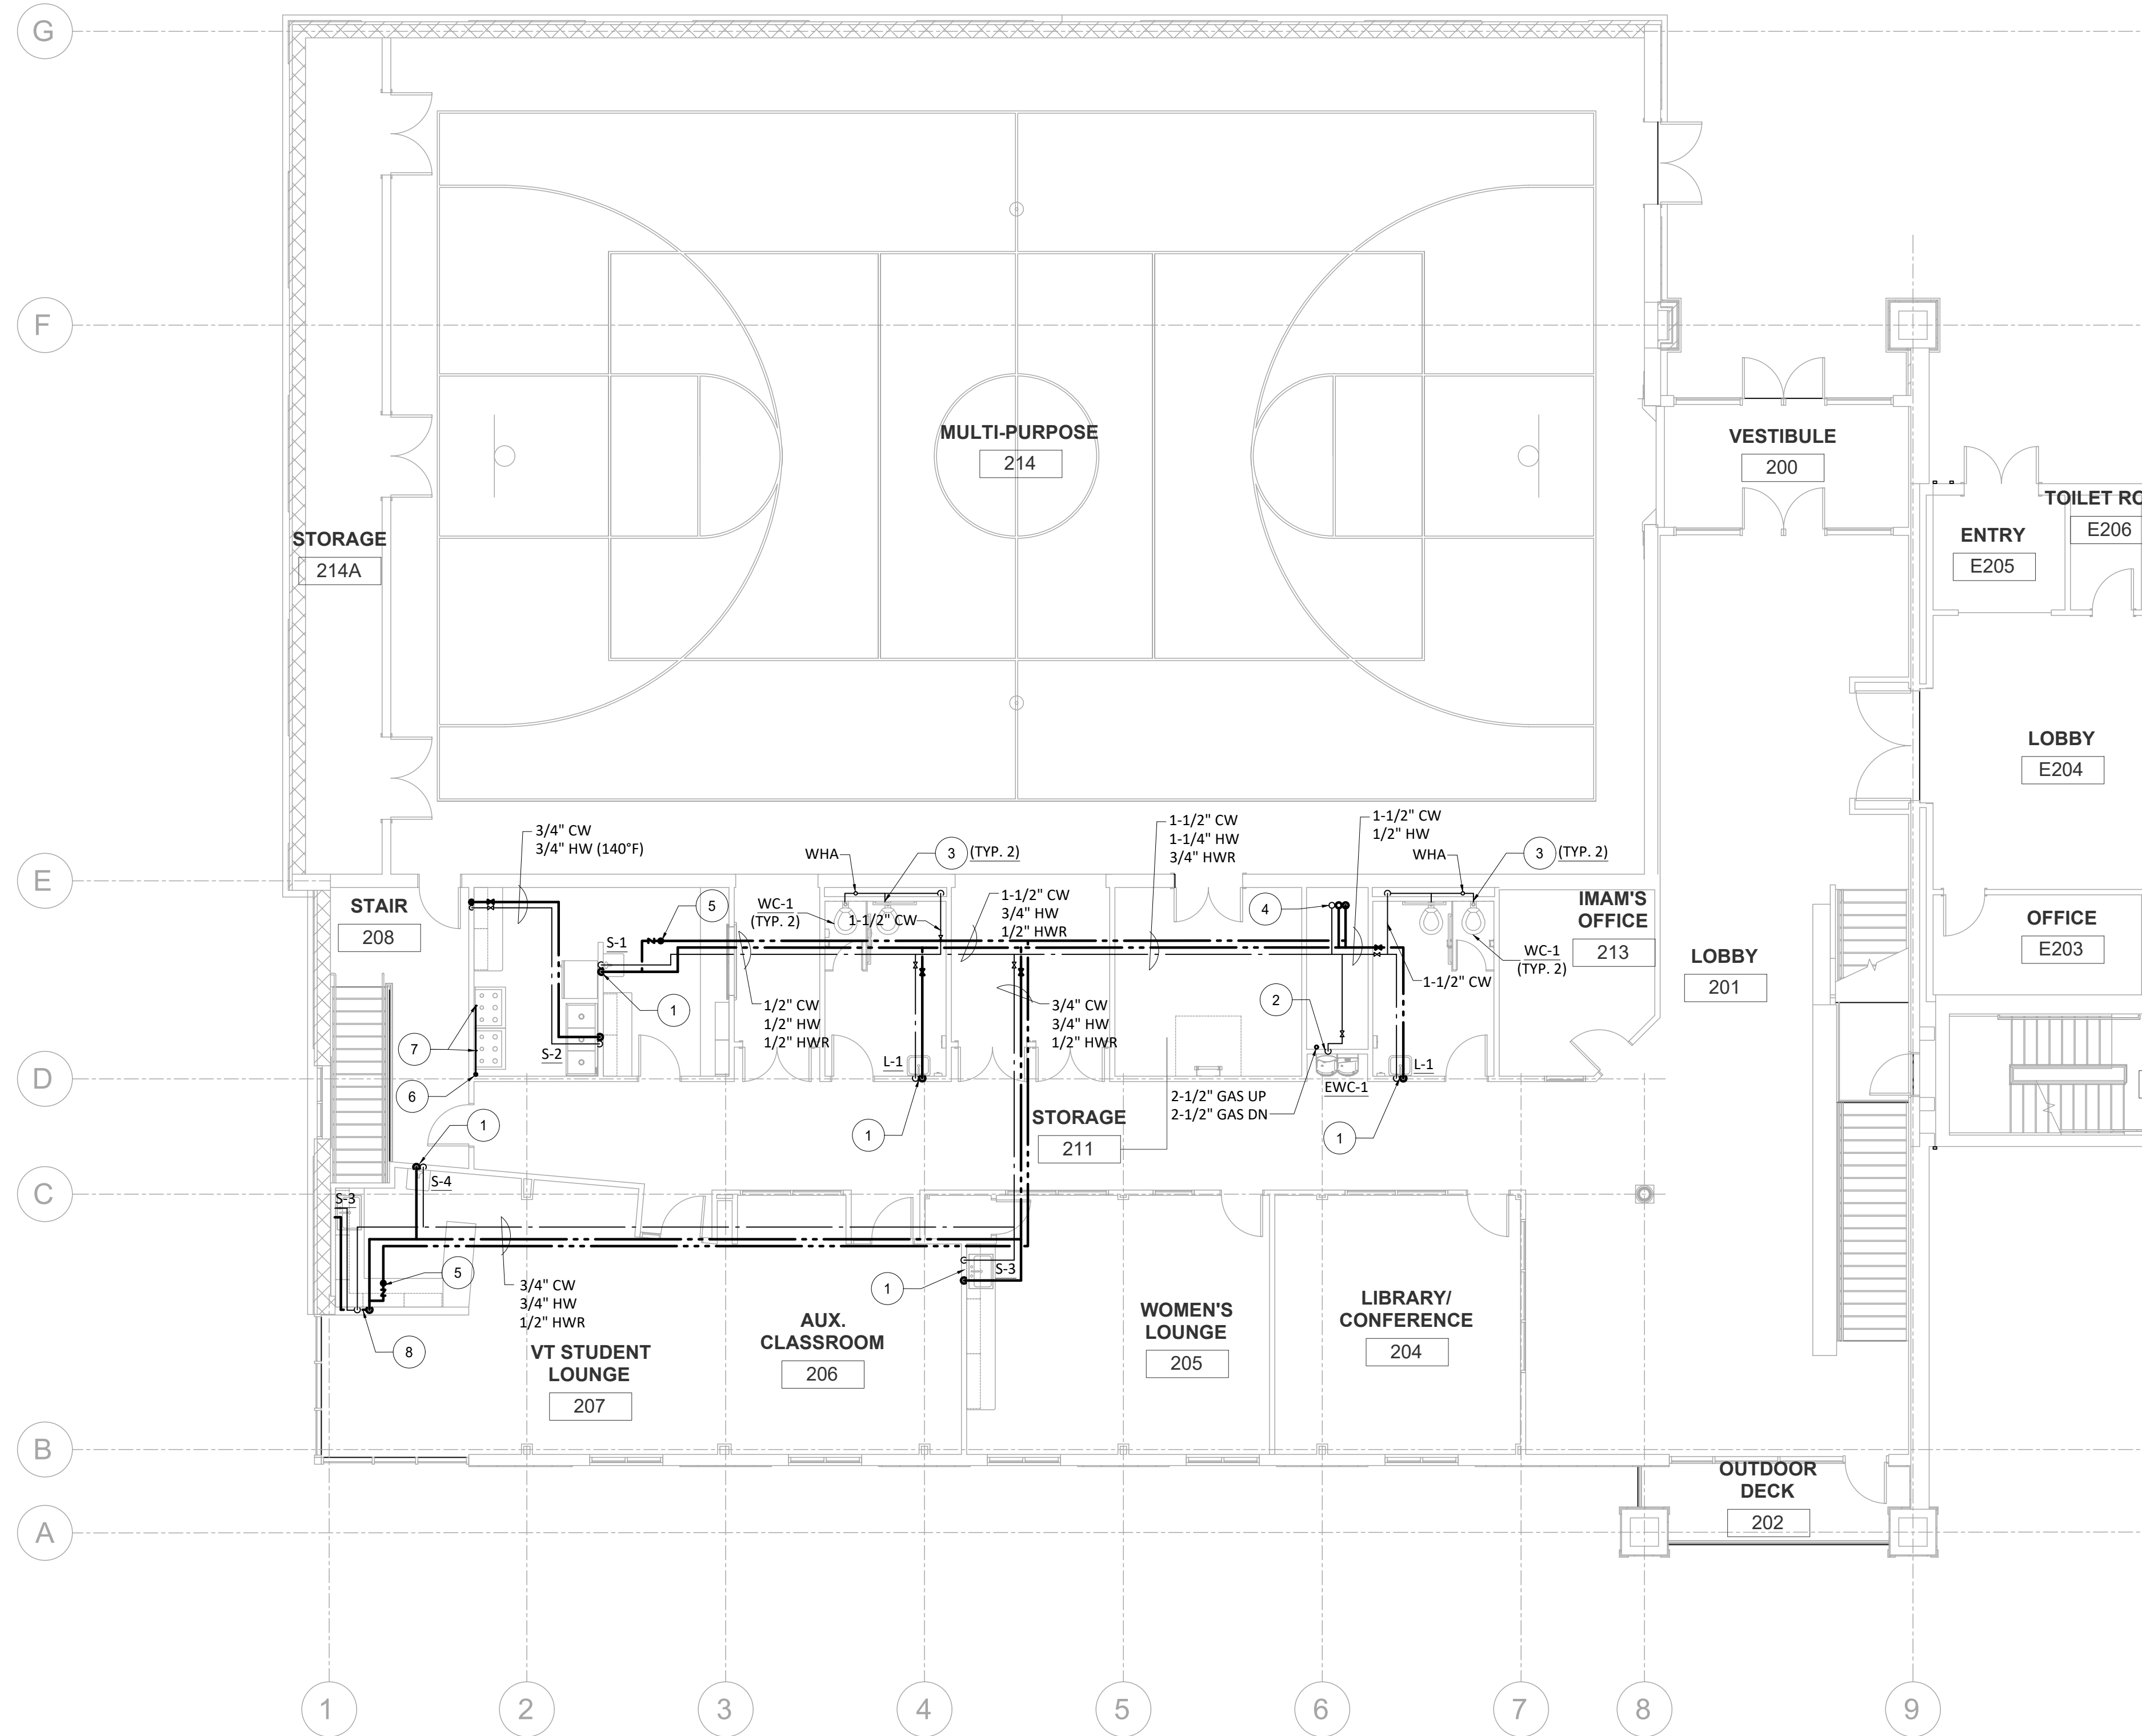 G
F
MULTI-PURPOSE
214
VESTIBULE
200
STORAGE
214A
TOILET RO
E206
ENTRY
E205
LOBBY
E204
3/4" CW
3/4" HW (140°F)
WHA
3
(TYP. 2)
1-1/2" CW
1-1/4" HW
3/4" HWR
1-1/2" CW
1/2" HW
WHA
3
(TYP. 2)
E
STAIR
208
5
WC-1
(TYP. 2)
1-1/2" CW
1-1/2" CW
3/4" HW
1/2" HWR
4
IMAM'S
OFFICE
213
OFFICE
E203
S-1
WC-1
(TYP. 2)
LOBBY
201
1-1/2" CW
1
1/2" CW
1/2" HW
1/2" HWR
3/4" CW
3/4" HW
1/2" HWR
2
7
S-2
L-1
L-1
D
EWC-1
6
2-1/2" GAS UP
2-1/2" GAS DN
1
1
STORAGE
211
1
C
S-4
S-3
5
3/4" CW
3/4" HW
1/2" HWR
1
S-3
8
VT STUDENT
LOUNGE
207
AUX.
CLASSROOM
206
WOMEN'S
LOUNGE
205
LIBRARY/
CONFERENCE
204
B
OUTDOOR
DECK
202
A
1
2
3
4
5
6
7
8
9